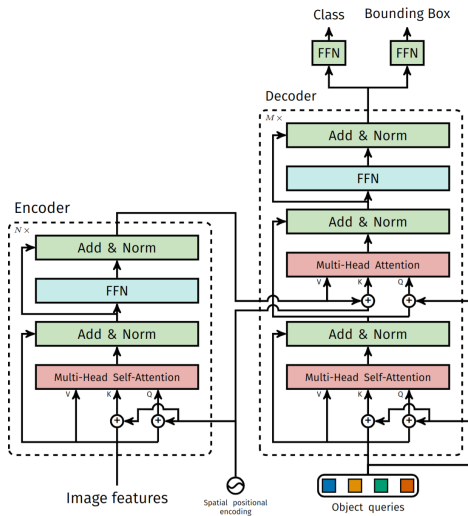 Class
Bounding Box
FFN
FFN
Decoder
M×
Add & Norm
FFN
Add & Norm
Multi-Head Attention
V
K
Q
Add & Norm
Multi-Head Self-Attention
V
K
Q
Object queries
Encoder
N×
Add & Norm
FFN
Add & Norm
Multi-Head Self-Attention
V
K
Q
Image features
Spatial positional
encoding